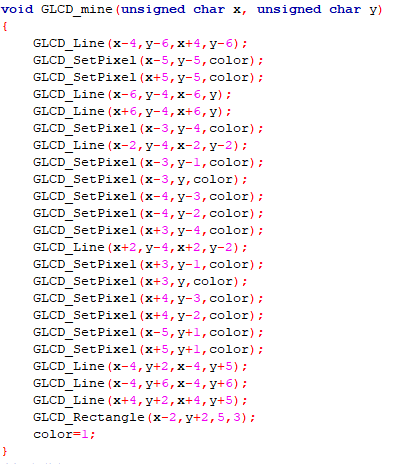 void GLCD_mine(unsigned char x, unsigned char y)
{
    GLCD_Line(x-4,y-6,x+4,y-6);
    GLCD_SetPixel(x-5,y-5,color);
    GLCD_SetPixel(x+5,y-5,color);
    GLCD_Line(x-6,y-4,x-6,y);
    GLCD_Line(x+6,y-4,x+6,y);
    GLCD_SetPixel(x-3,y-4,color);
    GLCD_Line(x-2,y-4,x-2,y-2);
    GLCD_SetPixel(x-3,y-1,color);
    GLCD_SetPixel(x-3,y,color);
    GLCD_SetPixel(x-4,y-3,color);
    GLCD_SetPixel(x-4,y-2,color);
    GLCD_SetPixel(x+3,y-4,color);
    GLCD_Line(x+2,y-4,x+2,y-2);
    GLCD_SetPixel(x+3,y-1,color);
    GLCD_SetPixel(x+3,y,color);
    GLCD_SetPixel(x+4,y-3,color);
    GLCD_SetPixel(x+4,y-2,color);
    GLCD_SetPixel(x-5,y+1,color);
    GLCD_SetPixel(x+5,y+1,color);
    GLCD_Line(x-4,y+2,x-4,y+5);
    GLCD_Line(x-4,y+6,x+4,y+6);
    GLCD_Line(x+4,y+2,x+4,y+5);
    GLCD_Rectangle(x-2,y+2,5,3);
    color=1;
}